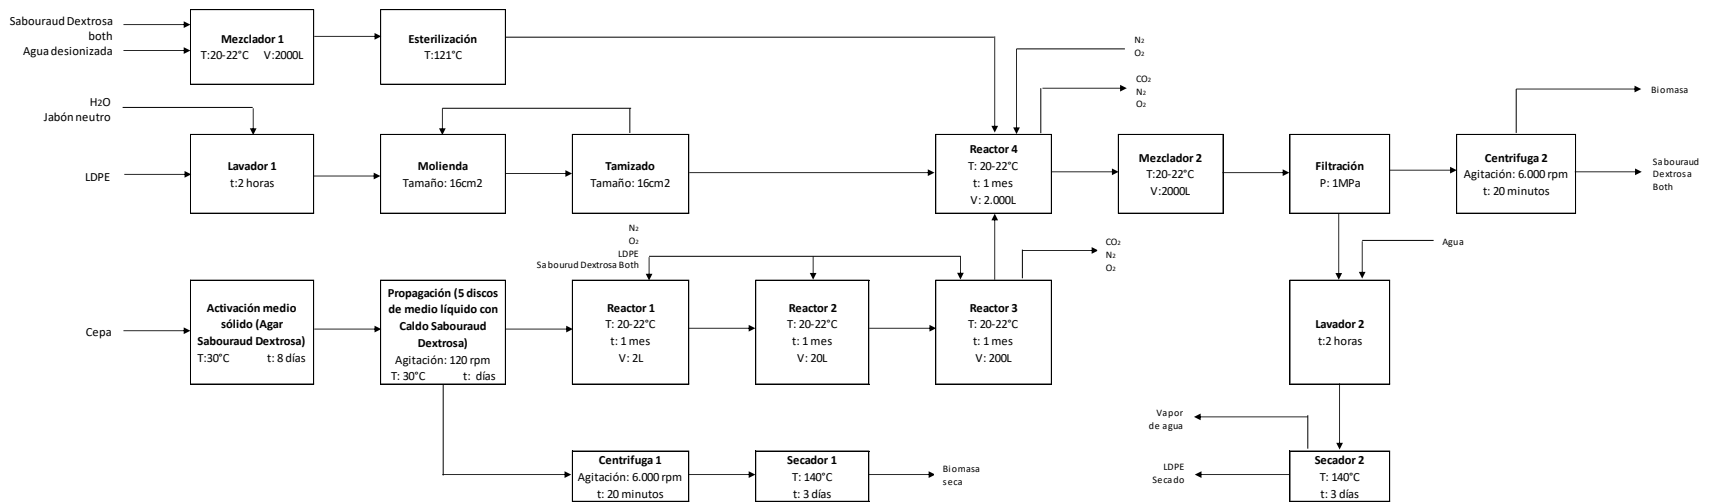 Sabouraud Dextrosa
both
Agua desionizada
Mezclador 1
T:20-22°C V:2000L
Esterilización
T:121°C
N2
O2
CO2
N2
O2
H2O
Jabón neutro
LDPE
Lavador 1
t:2 horas
Molienda
Tamaño: 16cm2
Tamizado
Tamaño: 16cm2
Reactor 4
T: 20-22°C
t: 1 mes
V: 2.000L
Mezclador 2
T:20-22°C
V:2000L
Filtración
P: 1MPa
Centrifuga 2
Agitación: 6.000 rpm
t: 20 minutos
Biomasa
Sabouraud
Dextrosa
Both
N2
O2
LDPE
Sabourud Dextrosa Both
CO2
N2
O2
Agua
Cepa
Activación medio
sólido (Agar
Sabouraud Dextrosa)
T:30°C t: 8 días
Propagación (5 discos
de medio líquido con
Caldo Sabouraud
Dextrosa)
Agitación: 120 rpm
T: 30°C t: días
Reactor 1
T: 20-22°C
t: 1 mes
V: 2L
Reactor 2
T: 20-22°C
t: 1 mes
V: 20L
Reactor 3
T: 20-22°C
t: 1 mes
V: 200L
Lavador 2
t:2 horas
Centrifuga 1
Agitación: 6.000 rpm
t: 20 minutos
Secador 1
T: 140°C
t: 3 días
Biomasa
seca
Vapor
de agua
LDPE
Secado
Secador 2
T: 140°C
t: 3 días